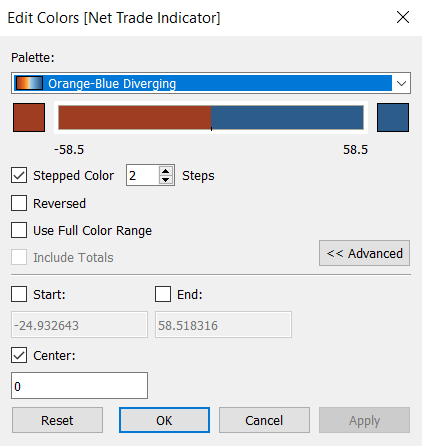 Edit Colors [Net Trade Indicator]
Palette:
Orange-Blue Diverging
-58.5 58.5
Stepped Color 2 Steps
Reversed
Use Full Color Range
Include Totals
<< Advanced
Start: End:
-24.932643 58.518316
Center:
0
Reset OK Cancel Apply